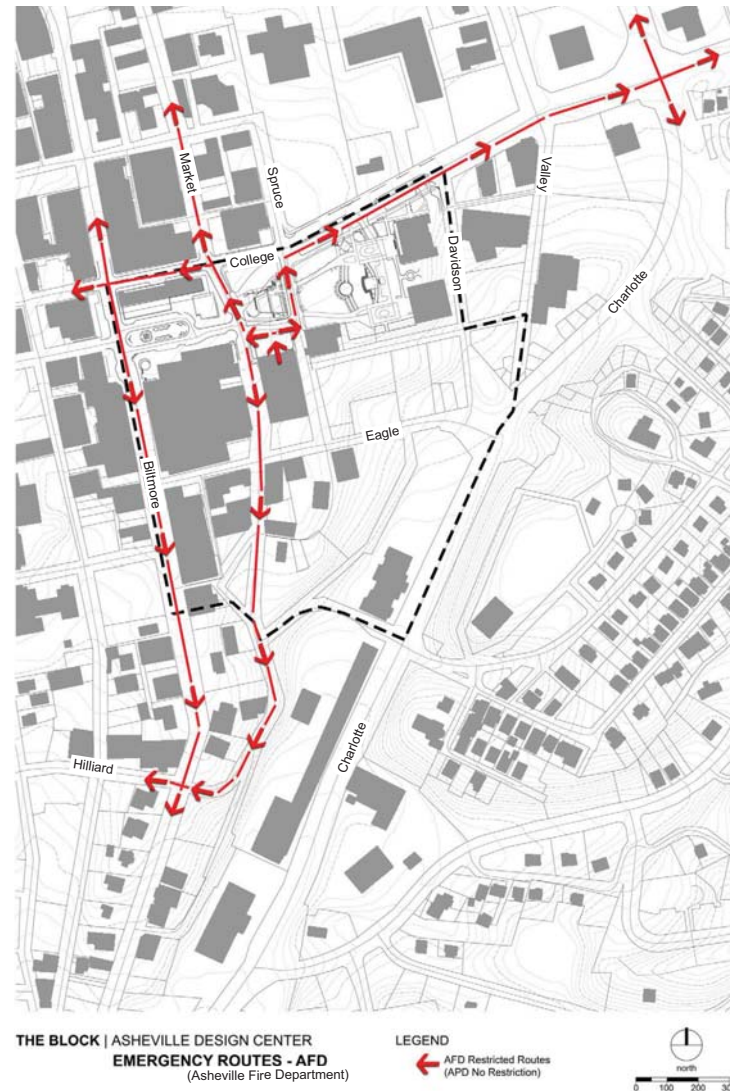 Market
Spruce
Valley
College
Davidson
Charlotte
Eagle
Biltmore
Hilliard
Charlotte
THE BLOCK | ASHEVILLE DESIGN CENTER
EMERGENCY ROUTES - AFD
(Asheville Fire Department)
LEGEND
AFD Restricted Routes
(APD No Restriction)
north
0 100 200